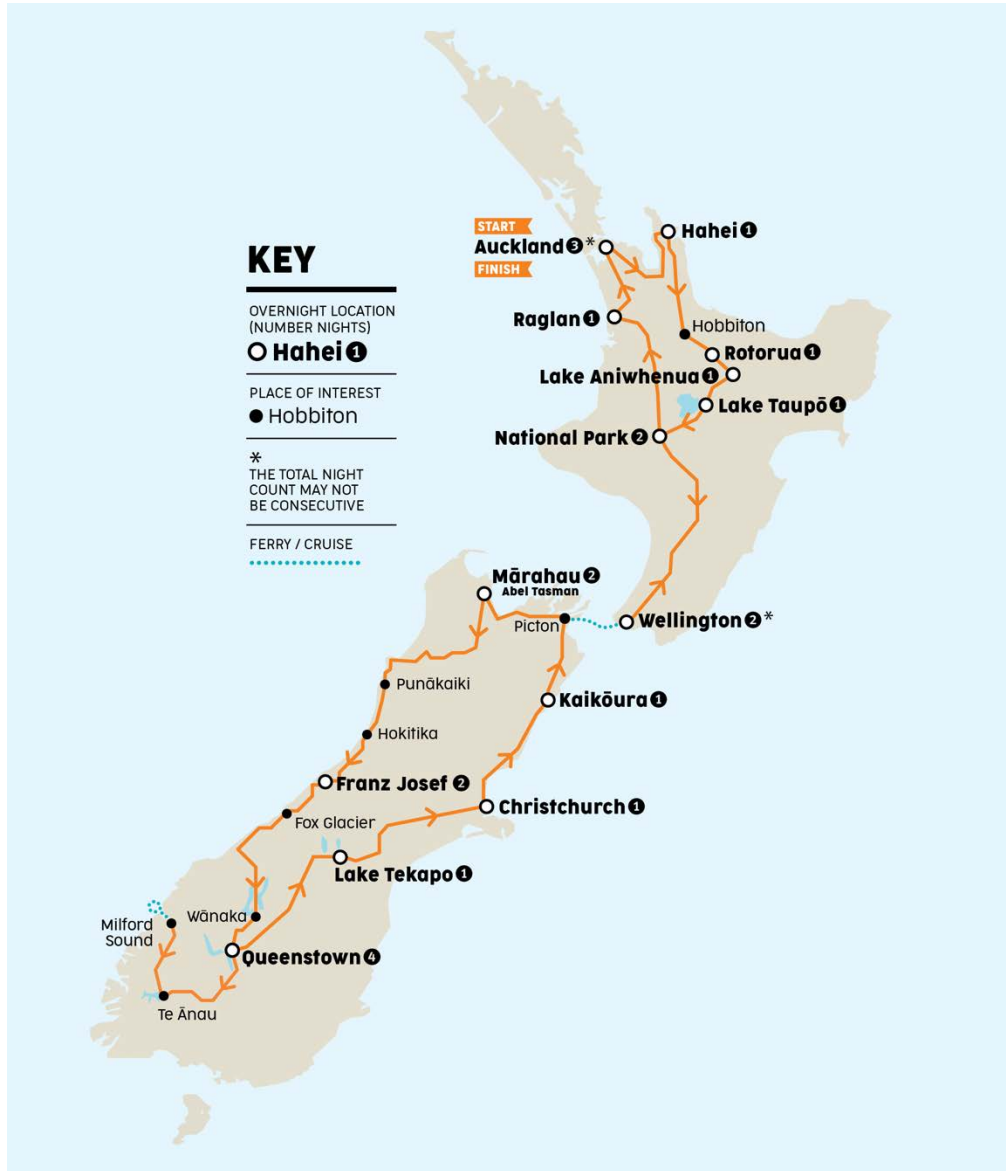 START
Auckland 3 *
FINISH
Hahei 1
KEY
OVERNIGHT LOCATION
(NUMBER NIGHTS)
Hahei 1
PLACE OF INTEREST
Hobbiton
*
THE TOTAL NIGHT
COUNT MAY NOT
BE CONSECUTIVE
FERRY / CRUISE
Raglan 1
Hobbiton
Rotorua 1
Lake Aniwhenua 1
Lake Taupō 1
National Park 2
Mārahau 2
Abel Tasman
Picton
Wellington 2 *
Punākaiki
Kaikōura 1
Hokitika
Franz Josef 2
Christchurch 1
Fox Glacier
Lake Tekapo 1
Wānaka
Milford
Sound
Queenstown 4
Te Ānau